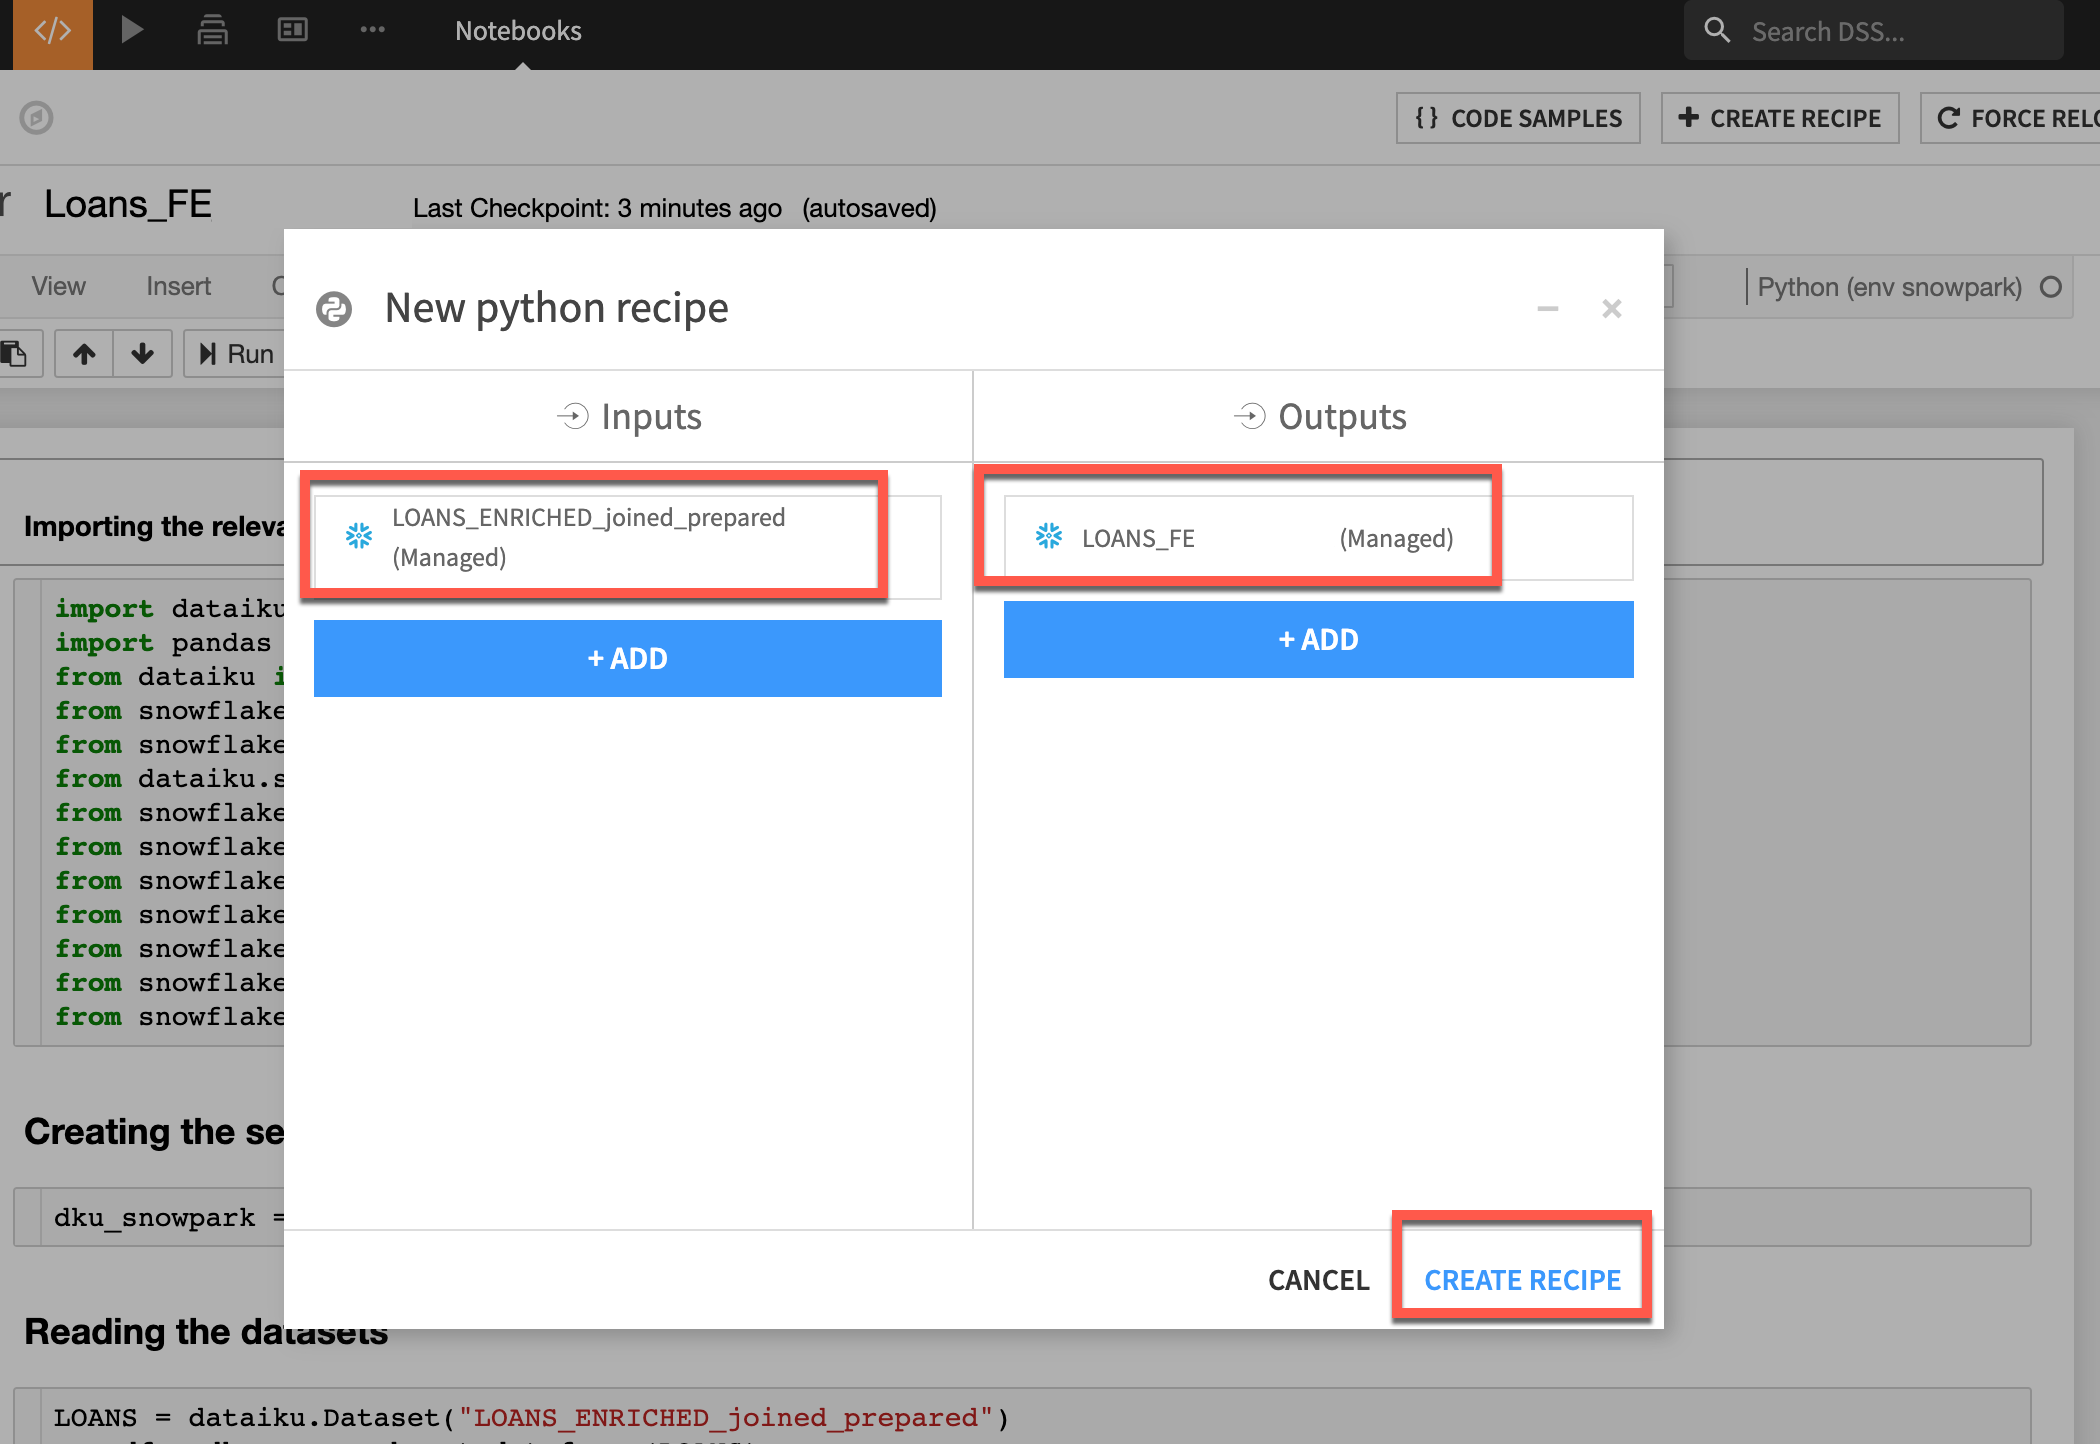 </> Notebooks Search DSS...
{} CODE SAMPLES + CREATE RECIPE FORCE RELO
r Loans_FE Last Checkpoint: 3 minutes ago (autosaved)
View Insert C Python (env snowpark)
Run
New python recipe
Inputs Outputs
LOANS_ENRICHED_joined_prepared
(Managed)
LOANS_FE (Managed)
+ ADD
+ ADD
CANCEL CREATE RECIPE
Importing the releva
import dataiku
import pandas
from dataiku i
from snowflake
from snowflake
from dataiku.s
from snowflake
from snowflake
from snowflake
from snowflake
from snowflake
from snowflake
from snowflake
Creating the se
dku_snowpark =
Reading the datasets
LOANS = dataiku.Dataset("LOANS_ENRICHED_joined_prepared")